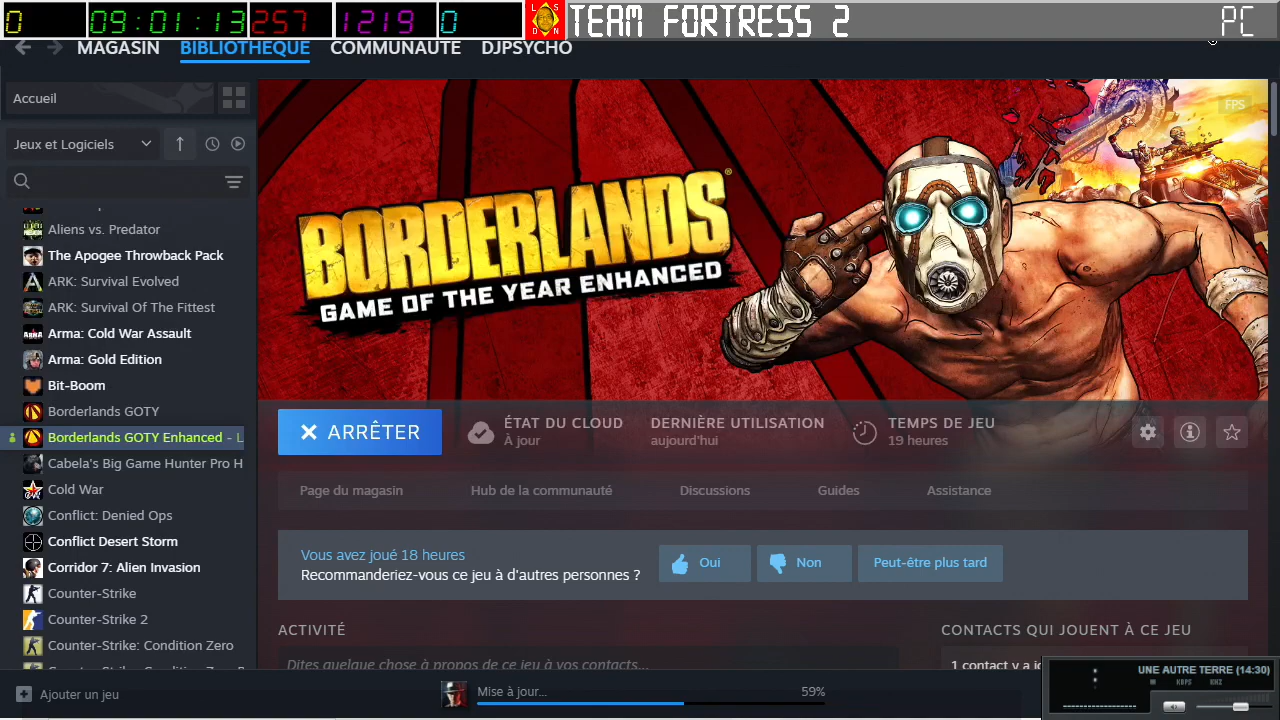 0 09:01:13 257 1219 0 LSDN TEAM FORTRESS 2 PC
MAGASIN BIBLIOTHÈQUE COMMUNAUTÉ DJPSYCHO
Accueil
FPS
Jeux et Logiciels
BORDERLANDS®
GAME OF THE YEAR ENHANCED
Aliens vs. Predator
The Apogee Throwback Pack
ARK: Survival Evolved
ARK: Survival Of The Fittest
Arma: Cold War Assault
Arma: Gold Edition
Bit-Boom
Borderlands GOTY
Borderlands GOTY Enhanced - L
Cabela's Big Game Hunter Pro H
Cold War
Conflict: Denied Ops
Conflict Desert Storm
Corridor 7: Alien Invasion
Counter-Strike
Counter-Strike 2
Counter-Strike: Condition Zero
ARRÊTER
ÉTAT DU CLOUD
À jour
DERNIÈRE UTILISATION
aujourd'hui
TEMPS DE JEU
19 heures
Page du magasin Hub de la communauté Discussions Guides Assistance
Vous avez joué 18 heures
Recommanderiez-vous ce jeu à d'autres personnes ?
Oui Non Peut-être plus tard
ACTIVITÉ
Dites quelque chose à propos de ce jeu à vos contacts...
CONTACTS QUI JOUENT À CE JEU
1 contact y a jo
Ajouter un jeu
Mise à jour... 59%
UNE AUTRE TERRE (14:30)
KBPS KHZ